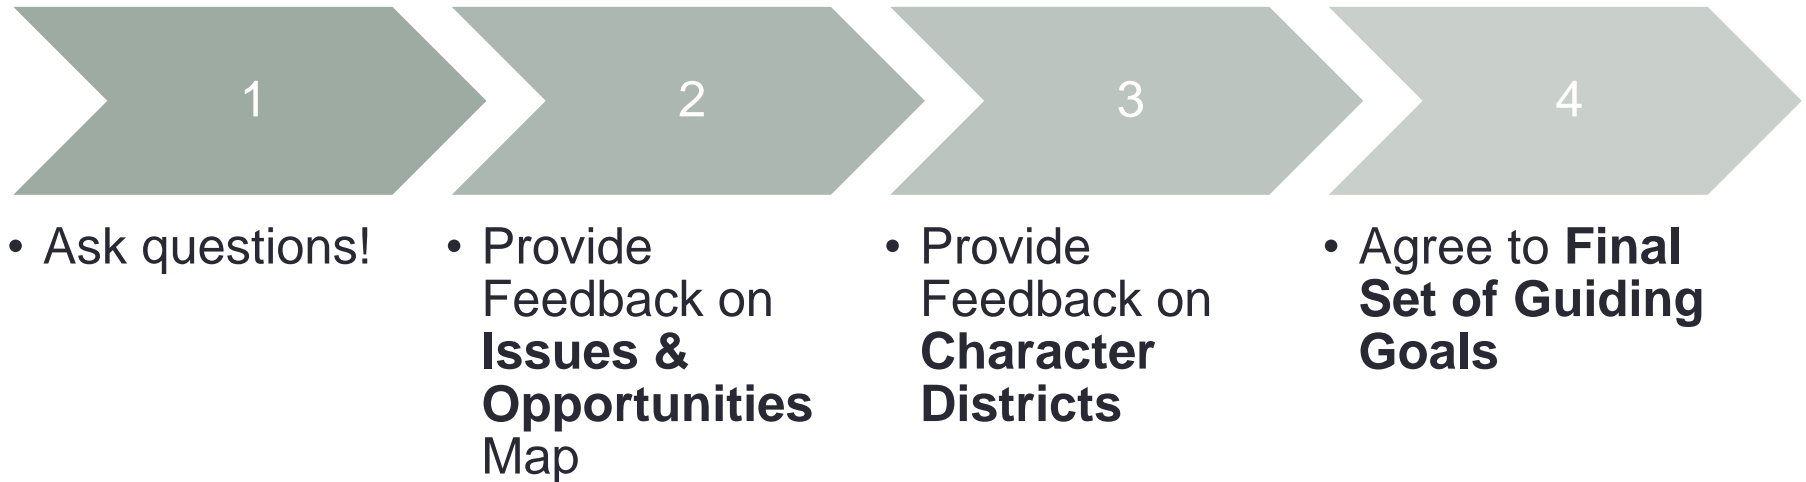 1
2
3
4
• Ask questions!
• Provide
Feedback on
Issues &
Opportunities
Map
• Provide
Feedback on
Character
Districts
• Agree to Final
Set of Guiding
Goals